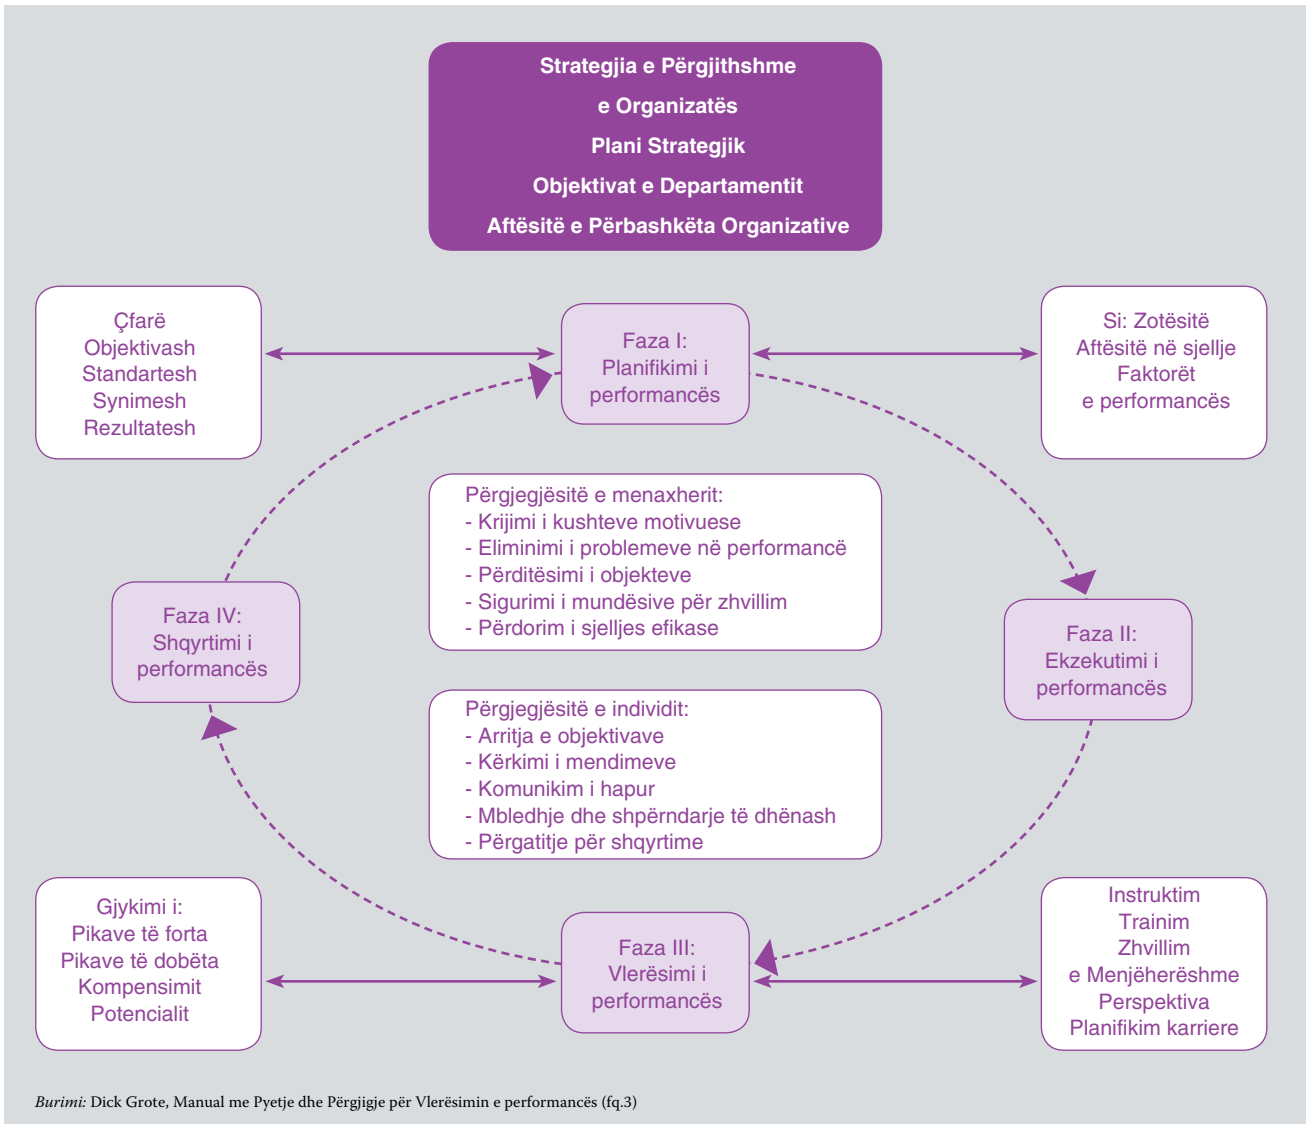 Strategjia e Përgjithshme
e Organizatës
Plani Strategjik
Objektivat e Departamentit
Aftësitë e Përbashkëta Organizative
Çfarë
Objektivash
Standartesh
Synimesh
Rezultatesh
Faza I:
Planifikimi i
performancës
Si: Zotësitë
Aftësitë në sjellje
Faktorët
e performancës
Përgjegjësitë e menaxherit:
- Krijimi i kushteve motivuese
- Eliminimi i problemeve në performancë
- Përditësimi i objekteve
- Sigurimi i mundësive për zhvillim
- Përdorim i sjelljes efikase
Faza IV:
Shqyrtimi i
performancës
Faza II:
Ekzekutimi i
performancës
Përgjegjësitë e individit:
- Arritja e objektivave
- Kërkimi i mendimeve
- Komunikim i hapur
- Mbledhje dhe shpërndarje të dhënash
- Përgatitje për shqyrtime
Gjykimi i:
Pikave të forta
Pikave të dobëta
Kompensimit
Potencialit
Faza III:
Vlerësimi i
performancës
Instruktim
Trainim
Zhvillim
e Menjëherëshme
Perspektiva
Planifikim karriere
Burimi: Dick Grote, Manual me Pyetje dhe Përgjigje për Vlerësimin e performancës (fq.3)